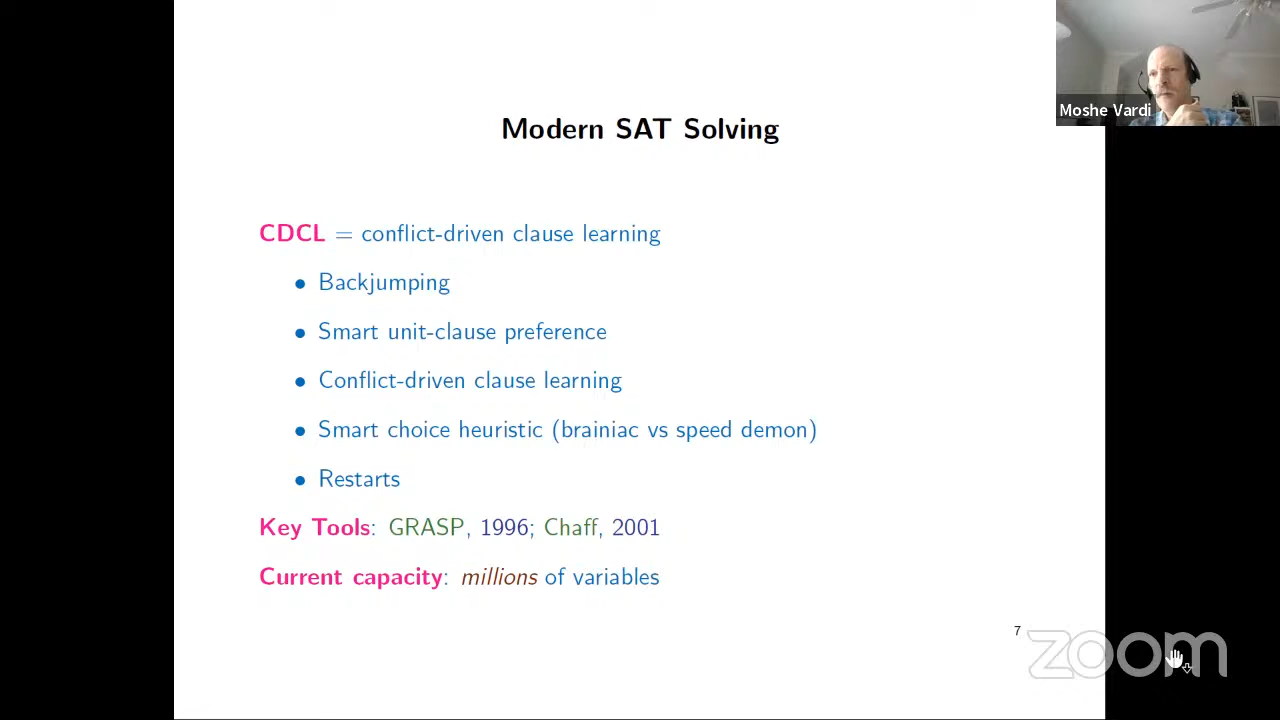 Moshe Vardi
Modern SAT Solving
CDCL = conflict-driven clause learning
• Backjumping
• Smart unit-clause preference
• Conflict-driven clause learning
• Smart choice heuristic (brainiac vs speed demon)
• Restarts
Key Tools: GRASP, 1996; Chaff, 2001
Current capacity: millions of variables
7
zoom